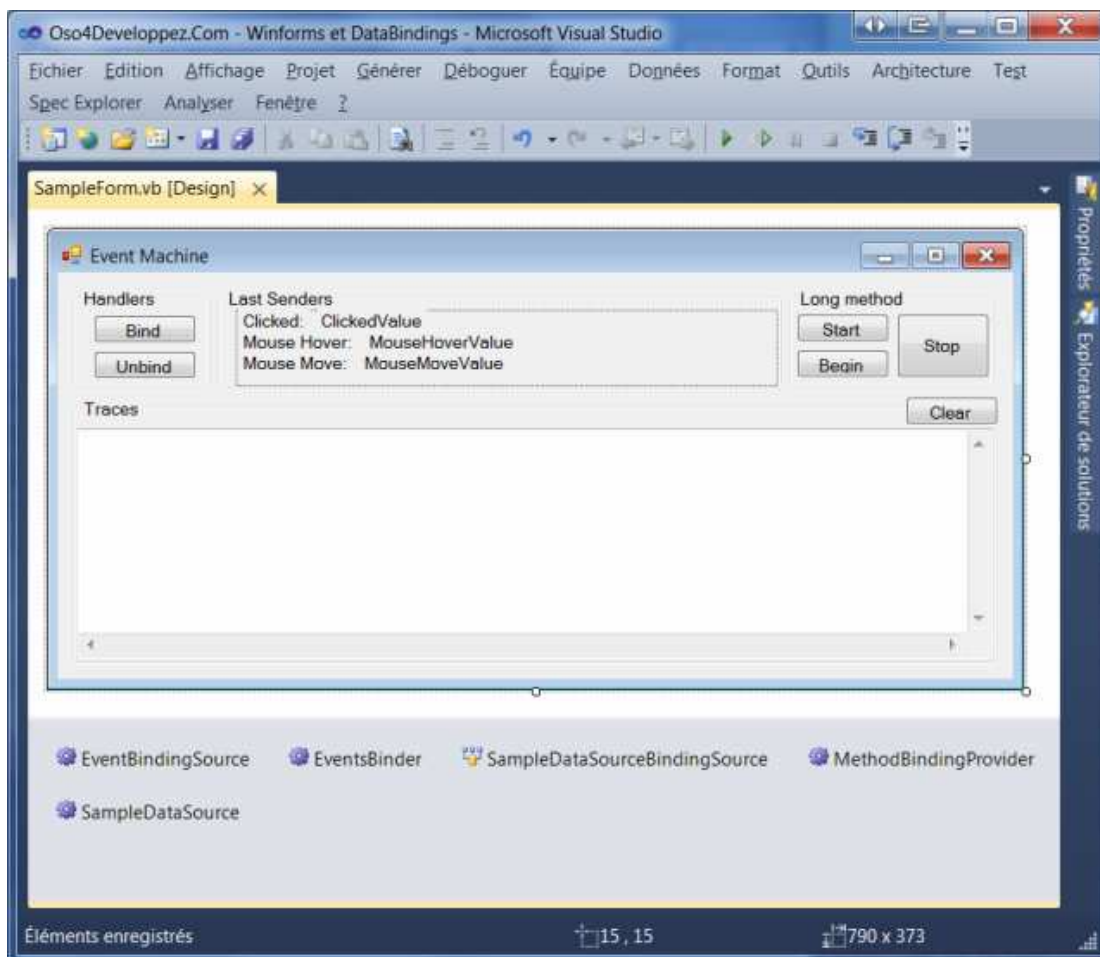 Oso4Developpez.Com - Winforms et DataBindings - Microsoft Visual Studio
Fichier Edition Affichage Projet Générer Déboguer Équipe Données Format Outils Architecture Test
Spec Explorer Analyser Fenêtre ?
SampleForm.vb [Design]
Propriétés
Explorateur de solutions
Event Machine
Handlers
Bind
Unbind
Last Senders
Clicked: ClickedValue
Mouse Hover: MouseHoverValue
Mouse Move: MouseMoveValue
Long method
Start
Begin
Stop
Traces
Clear
EventBindingSource EventsBinder SampleDataSourceBindingSource MethodBindingProvider
SampleDataSource
Éléments enregistrés 15 , 15 790 x 373